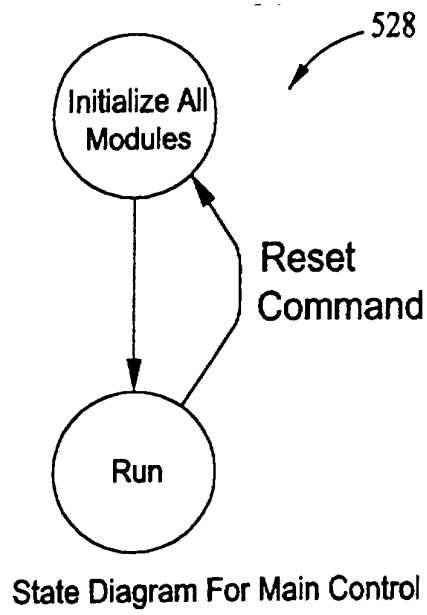 528
Initialize All
Modules
Reset
Command
Run
State Diagram For Main Control